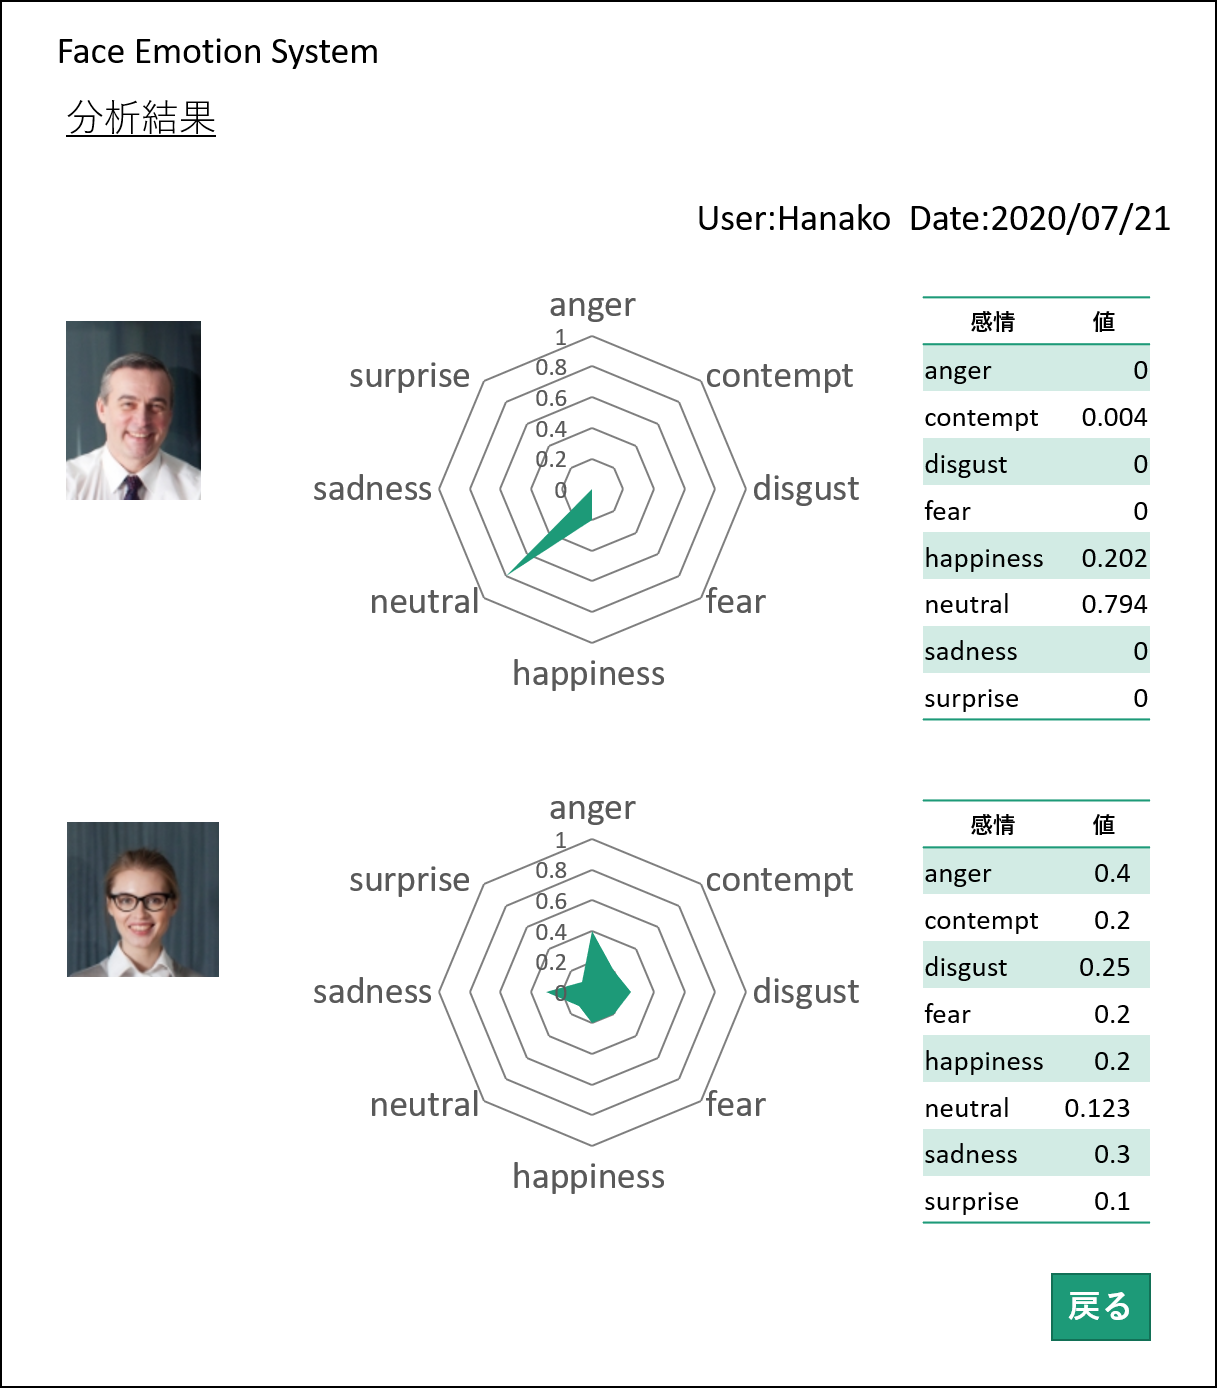 Face Emotion System
分析結果
User:Hanako Date:2020/07/21
anger
1
surprise
0.8
contempt
0.6
0.4
0.2
sadness
0
disgust
neutral
fear
happiness
感情 値
anger 0
contempt 0.004
disgust 0
fear 0
happiness 0.202
neutral 0.794
sadness 0
surprise 0
anger
1
surprise
0.8
contempt
0.6
0.4
0.2
sadness
0
disgust
neutral
fear
happiness
感情 値
anger 0.4
contempt 0.2
disgust 0.25
fear 0.2
happiness 0.2
neutral 0.123
sadness 0.3
surprise 0.1
戻る